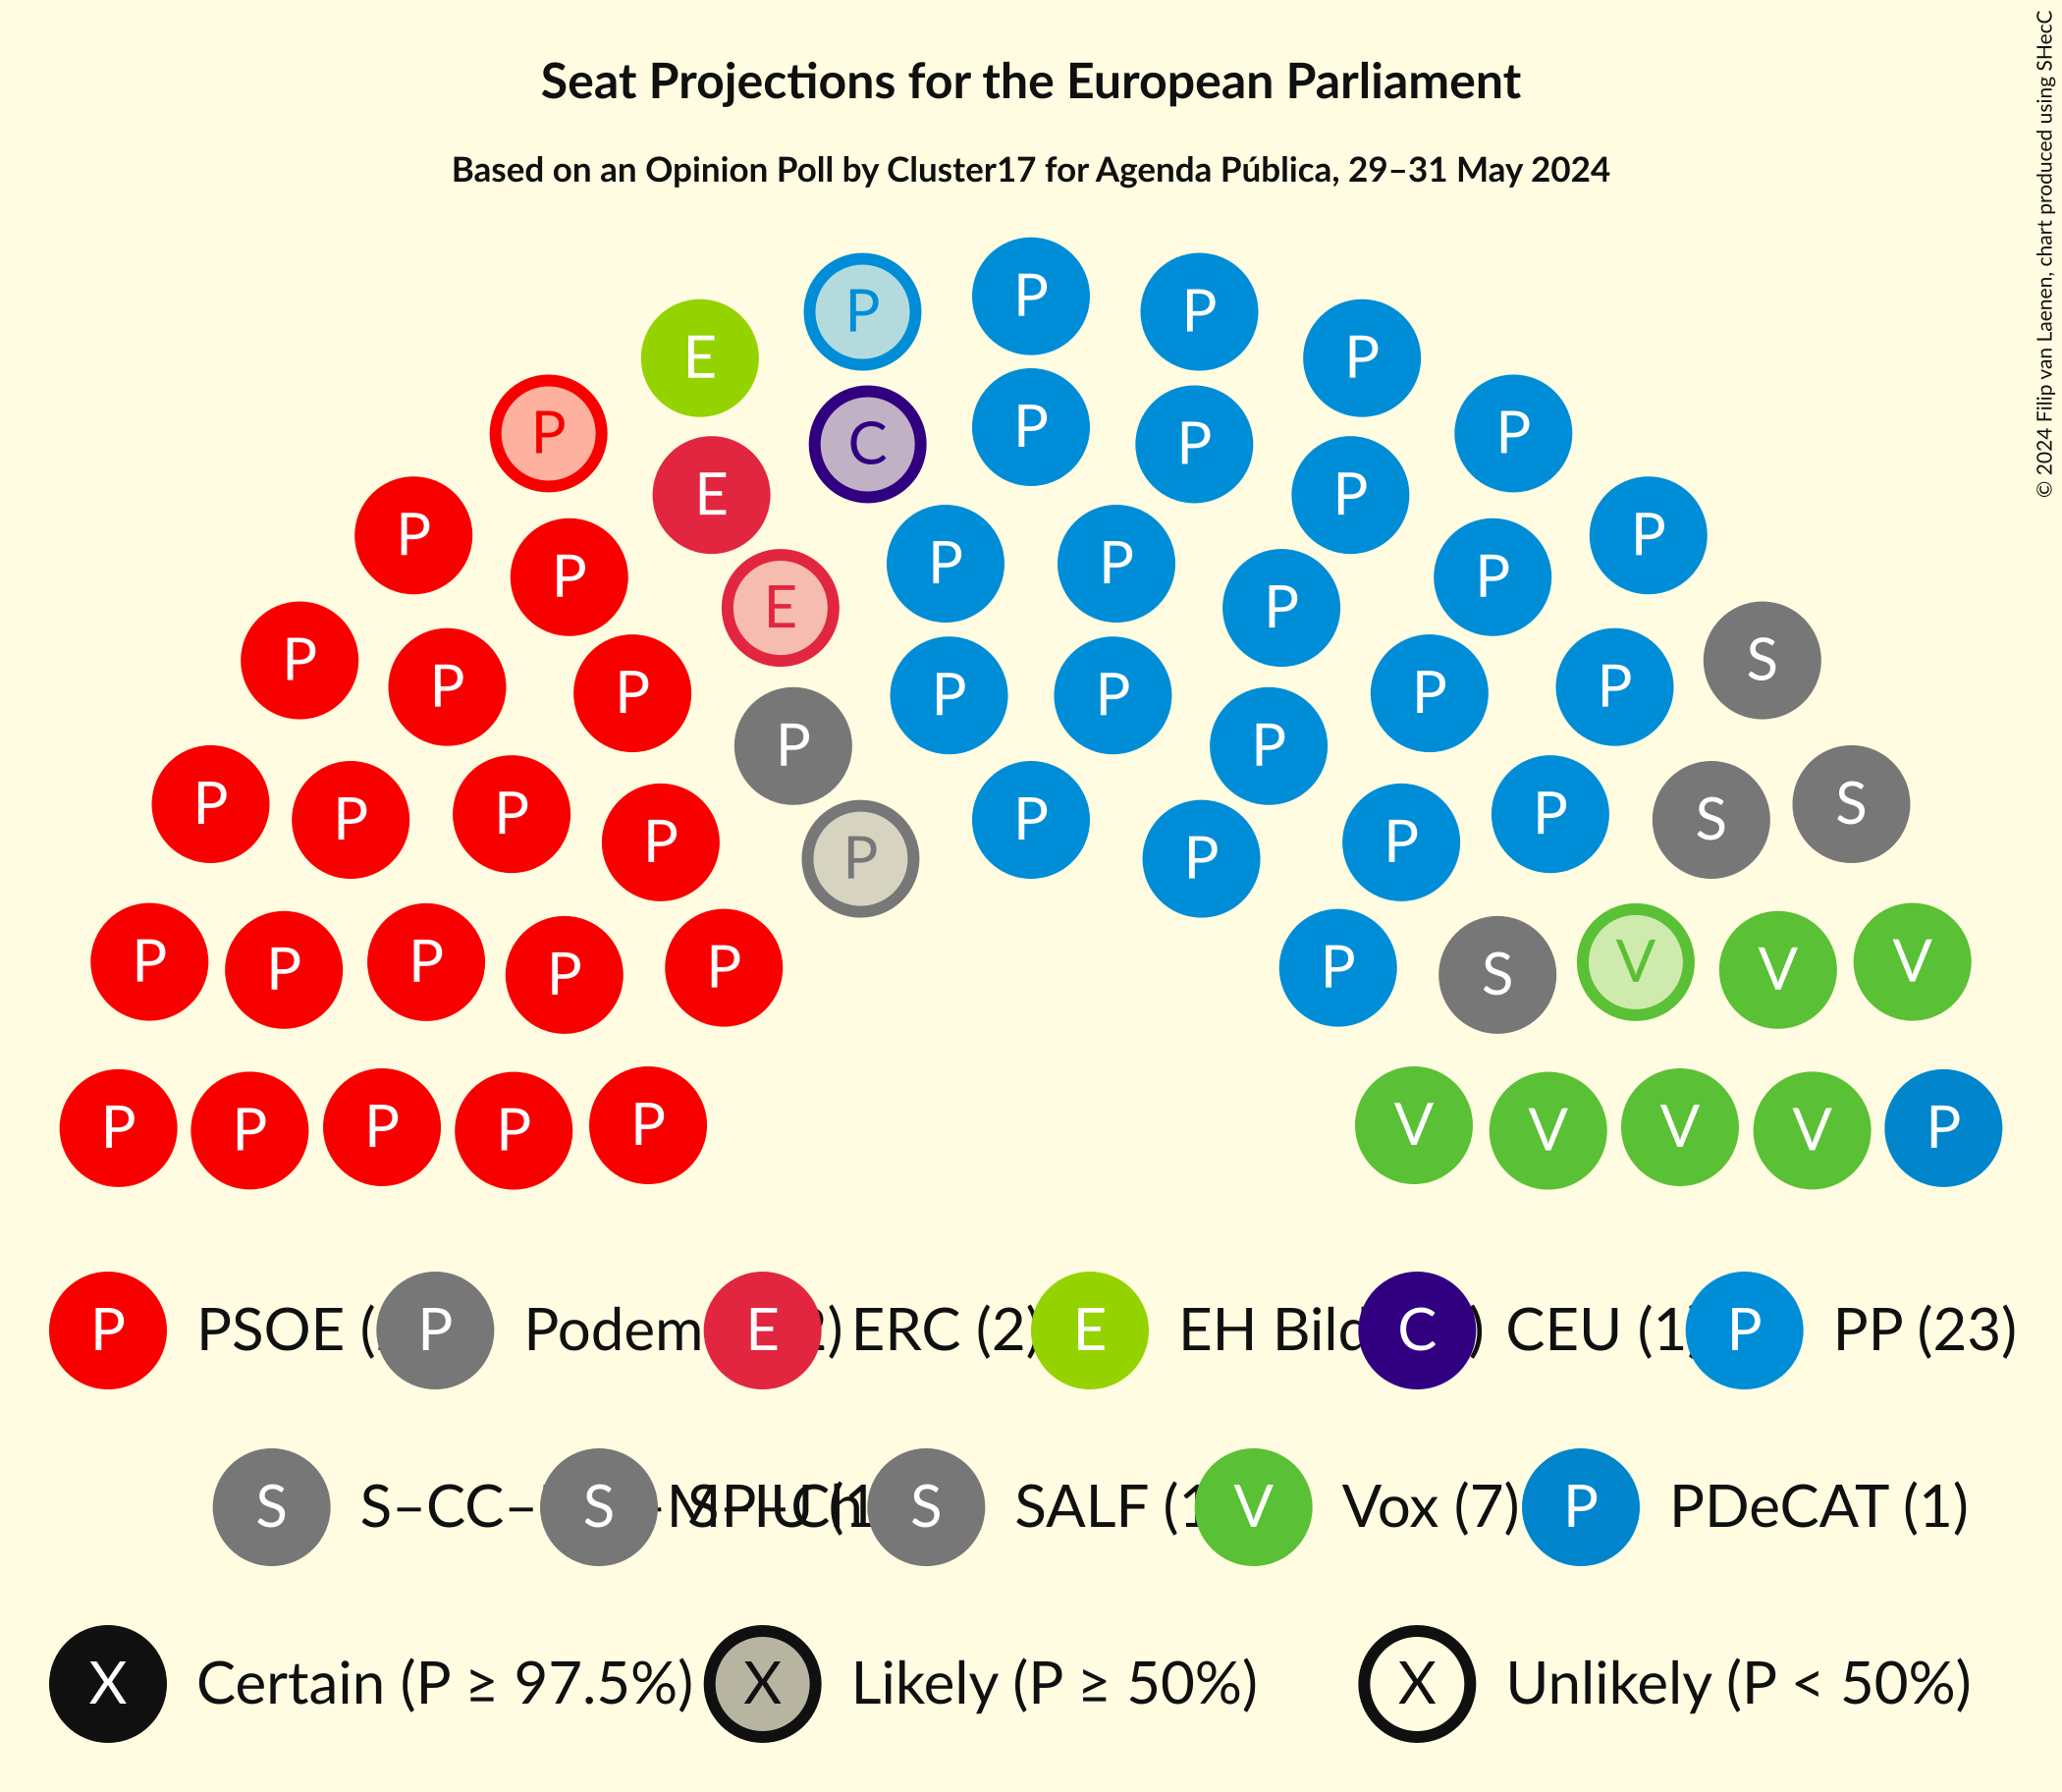 Seat Projections for the European Parliament
Based on an Opinion Poll by Cluster17 for Agenda Pública, 29–31 May 2024
© 2024 Filip van Laenen, chart produced using SHecC
P P P P
E P P P
P C P P P
P E E P P P
P P P P P P
P P P P P S
P P P P P
P P P P P P P
P P P P P S S
P P P P
P P P P P P S V V V
P P P P P V V V V P
P PSOE ( P Podem 2) E ERC (2) E EH Bild ) C CEU (1) P PP (23)
S S–CC– S S S SALF (1 V Vox (7) P PDeCAT (1)
X Certain (P ≥ 97.5%) X Likely (P ≥ 50%) X Unlikely (P < 50%)